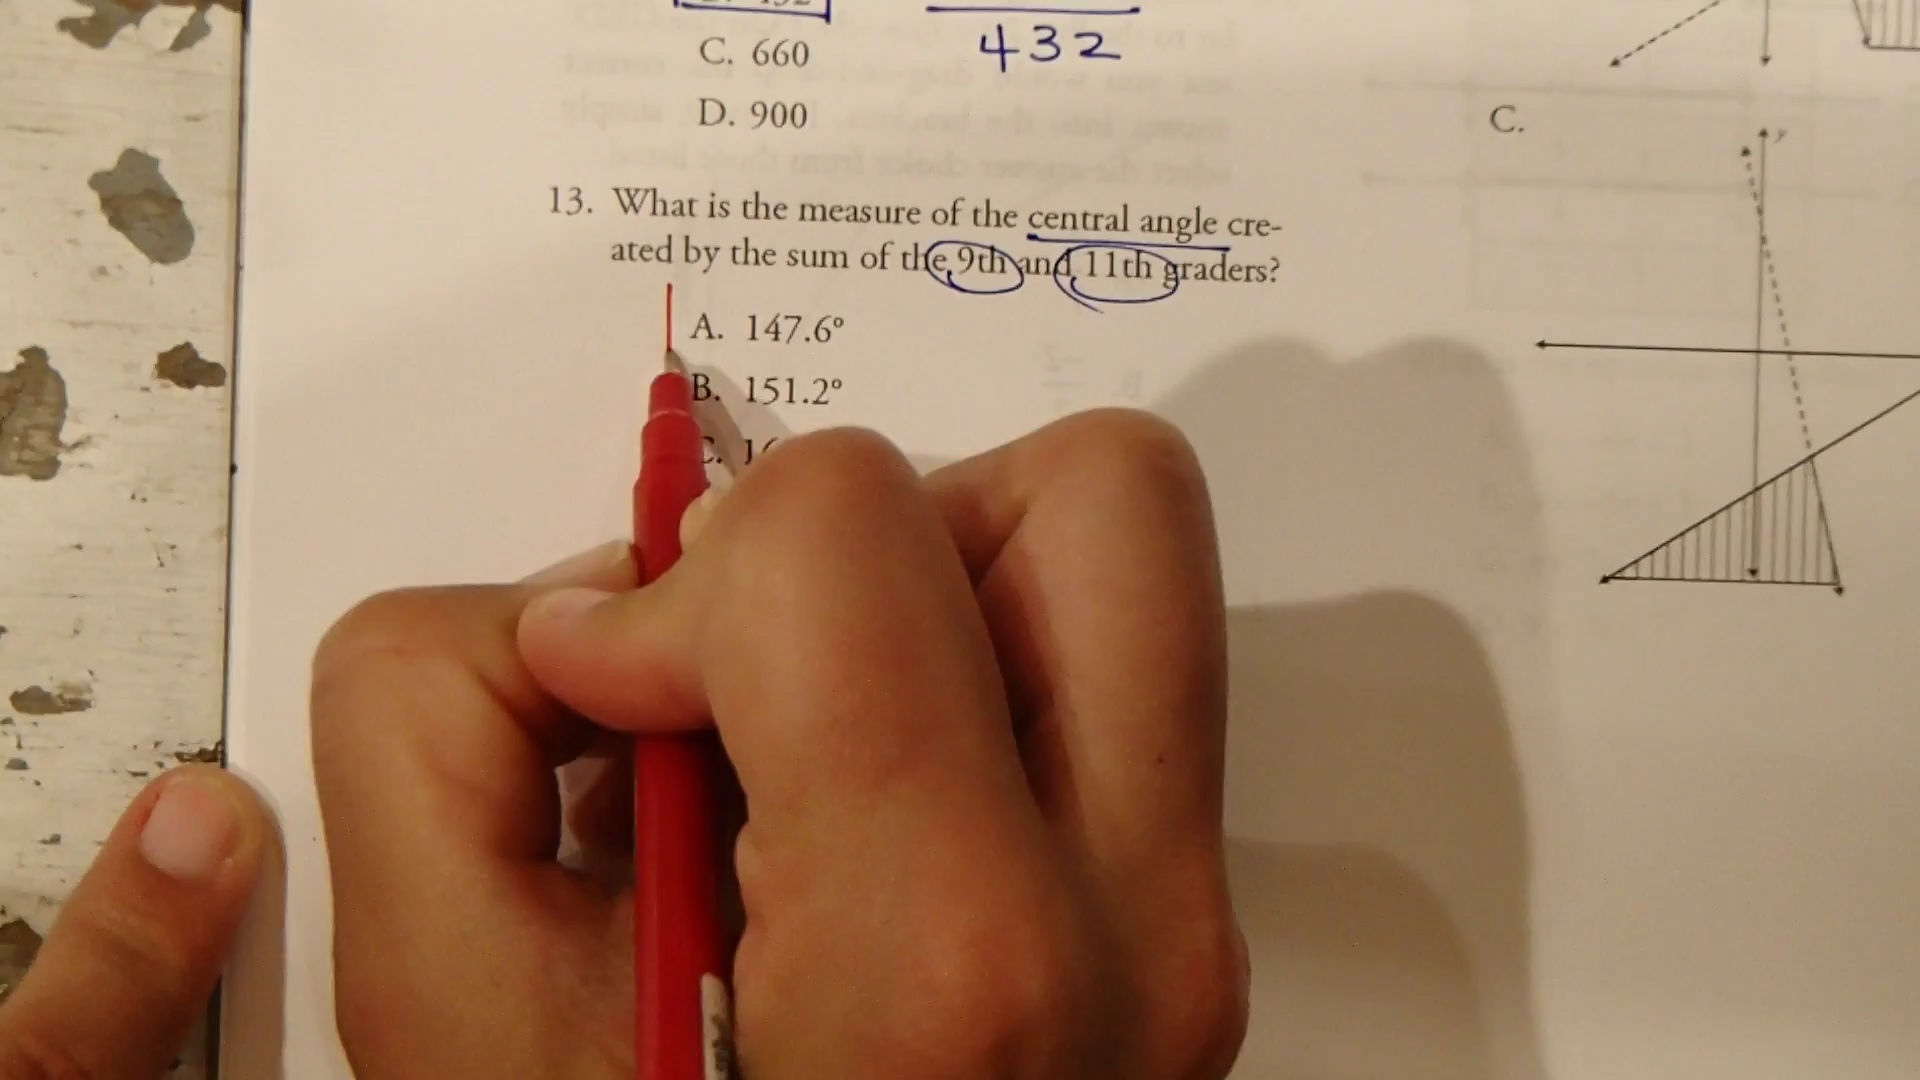 432
C. 660
D. 900
13. What is the measure of the central angle cre-
ated by the sum of the 9th and 11th graders?
A. 147.6°
B. 151.2°
C.
C.
y